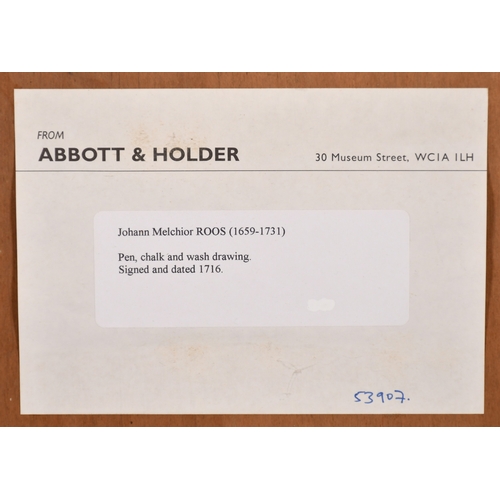 FROM
ABBOTT & HOLDER
30 Museum Street, WC1A 1LH
Johann Melchior ROOS (1659-1731)
Pen, chalk and wash drawing.
Signed and dated 1716.
53907.